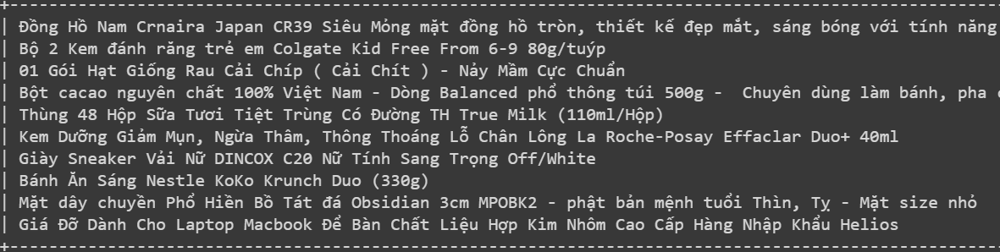 Đồng Hồ Nam Crnaira Japan CR39 Siêu Mỏng mặt đồng hồ tròn, thiết kế đẹp mắt, sáng bóng với tính năng
Bộ 2 Kem đánh răng trẻ em Colgate Kid Free From 6-9 80g/tuýp
01 Gói Hạt Giống Rau Cải Chíp ( Cải Chít ) - Nảy Mầm Cực Chuẩn
Bột cacao nguyên chất 100% Việt Nam - Dòng Balanced phổ thông túi 500g -  Chuyên dùng làm bánh, pha
Thùng 48 Hộp Sữa Tươi Tiệt Trùng Có Đường TH True Milk (110ml/Hộp)
Kem Dưỡng Giảm Mụn, Ngừa Thâm, Thông Thoáng Lỗ Chân Lông La Roche-Posay Effaclar Duo+ 40ml
Giày Sneaker Vải Nữ DINCOX C20 Nữ Tính Sang Trọng Off/White
Bánh Ăn Sáng Nestle KoKo Krunch Duo (330g)
Mặt dây chuyền Phổ Hiền Bồ Tát đá Obsidian 3cm MPOBK2 - phật bản mệnh tuổi Thìn, Tỵ - Mặt size nhỏ
Giá Đỡ Dành Cho Laptop Macbook Để Bàn Chất Liệu Hợp Kim Nhôm Cao Cấp Hàng Nhập Khẩu Helios